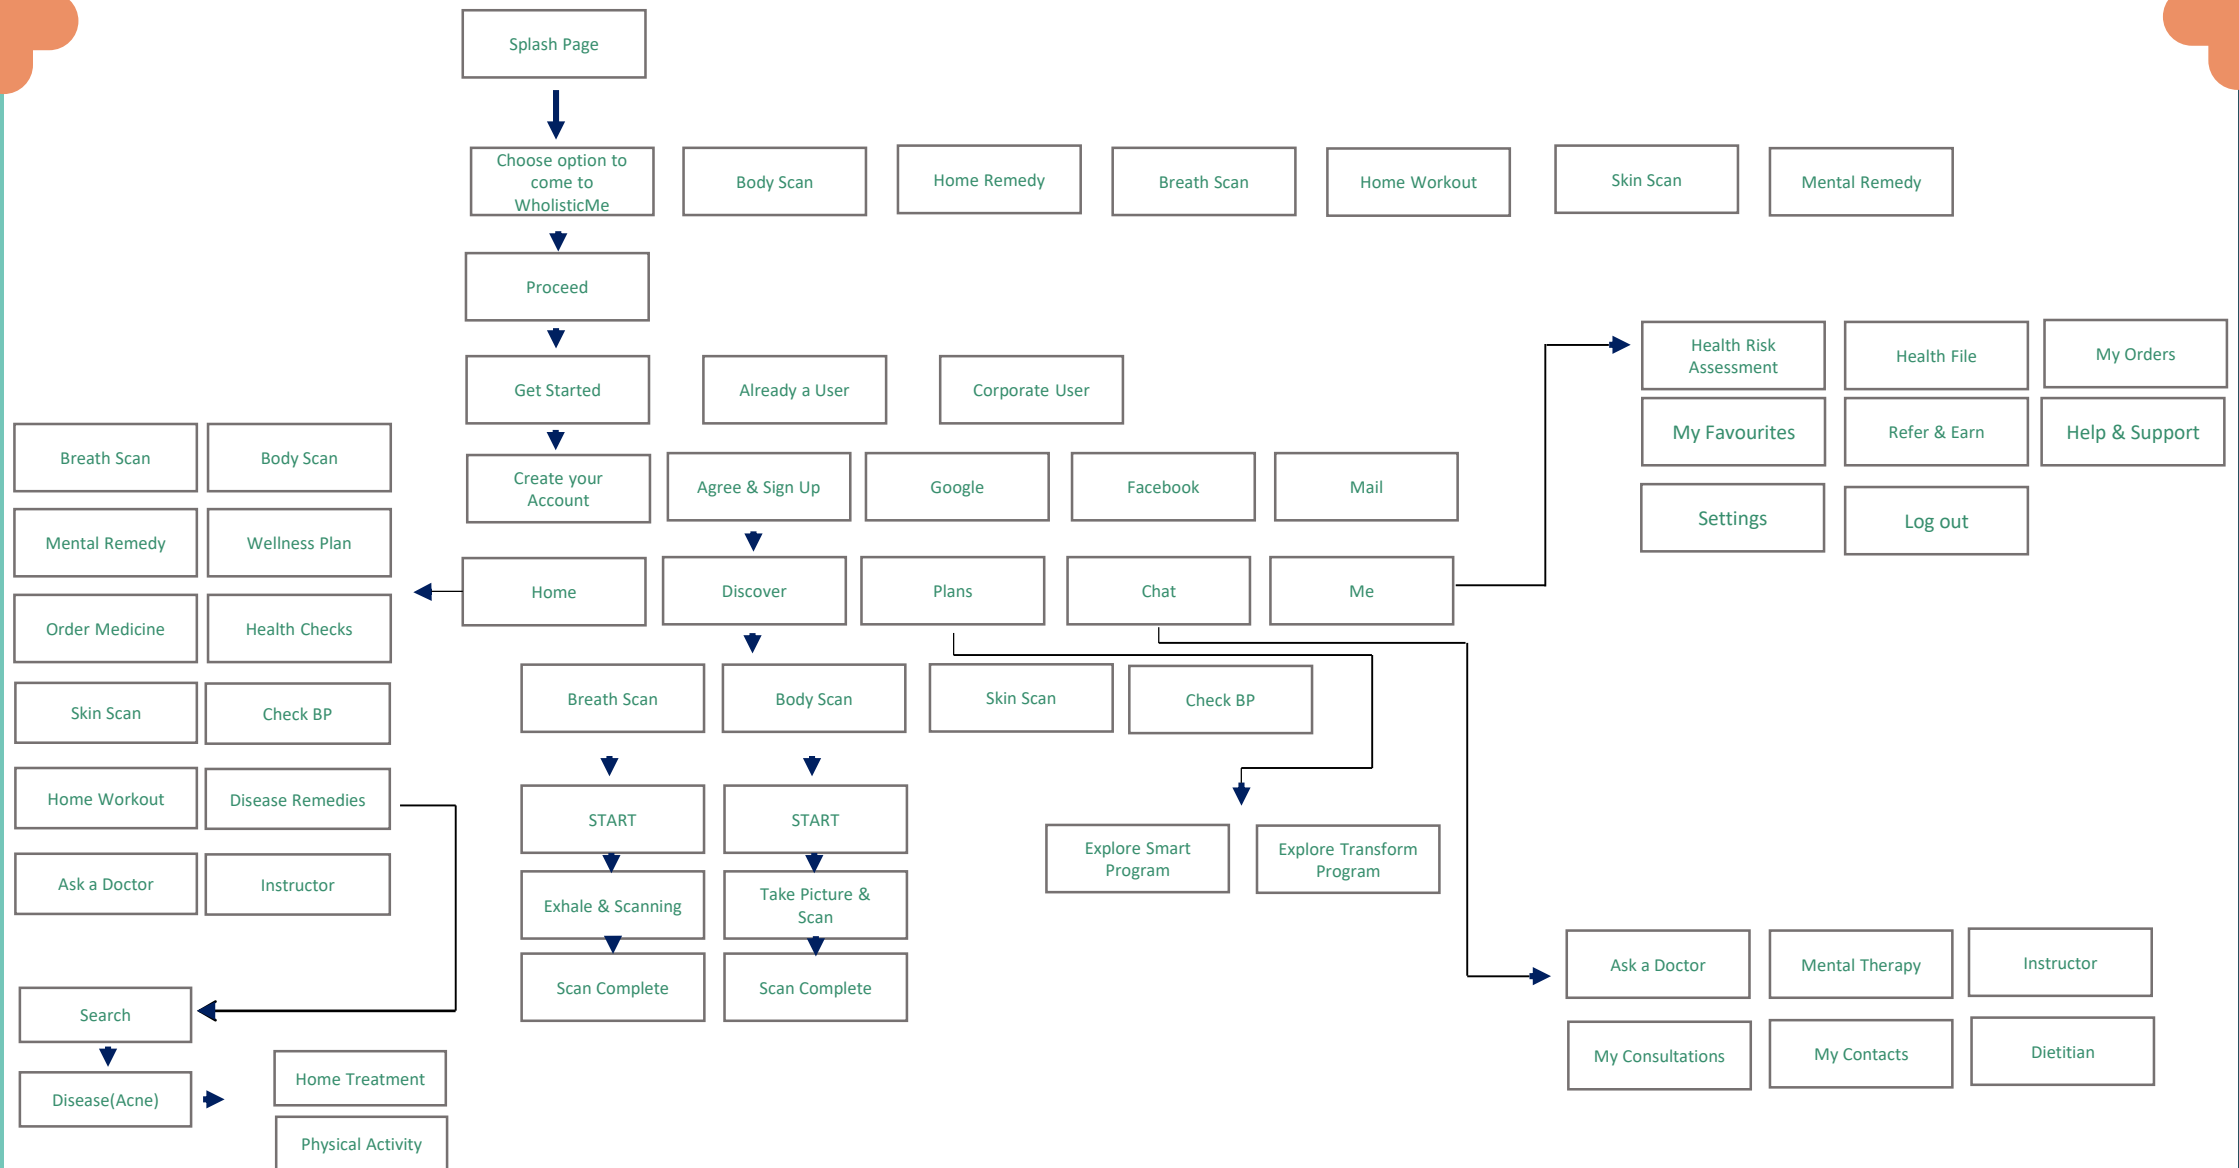 Splash Page
Choose option to
come to
WholisticMe
Body Scan
Home Remedy
Breath Scan
Home Workout
Skin Scan
Mental Remedy
Proceed
Get Started
Already a User
Corporate User
Health Risk
Assessment
Health File
My Orders
My Favourites
Refer & Earn
Help & Support
Settings
Log out
Create your
Account
Agree & Sign Up
Google
Facebook
Mail
Home
Discover
Plans
Chat
Me
Breath Scan
Body Scan
Mental Remedy
Wellness Plan
Order Medicine
Health Checks
Skin Scan
Check BP
Home Workout
Disease Remedies
Ask a Doctor
Instructor
Breath Scan
Body Scan
Skin Scan
Check BP
START
START
Exhale & Scanning
Take Picture &
Scan
Scan Complete
Scan Complete
Explore Smart
Program
Explore Transform
Program
Ask a Doctor
Mental Therapy
Instructor
My Consultations
My Contacts
Dietitian
Search
Disease(Acne)
Home Treatment
Physical Activity